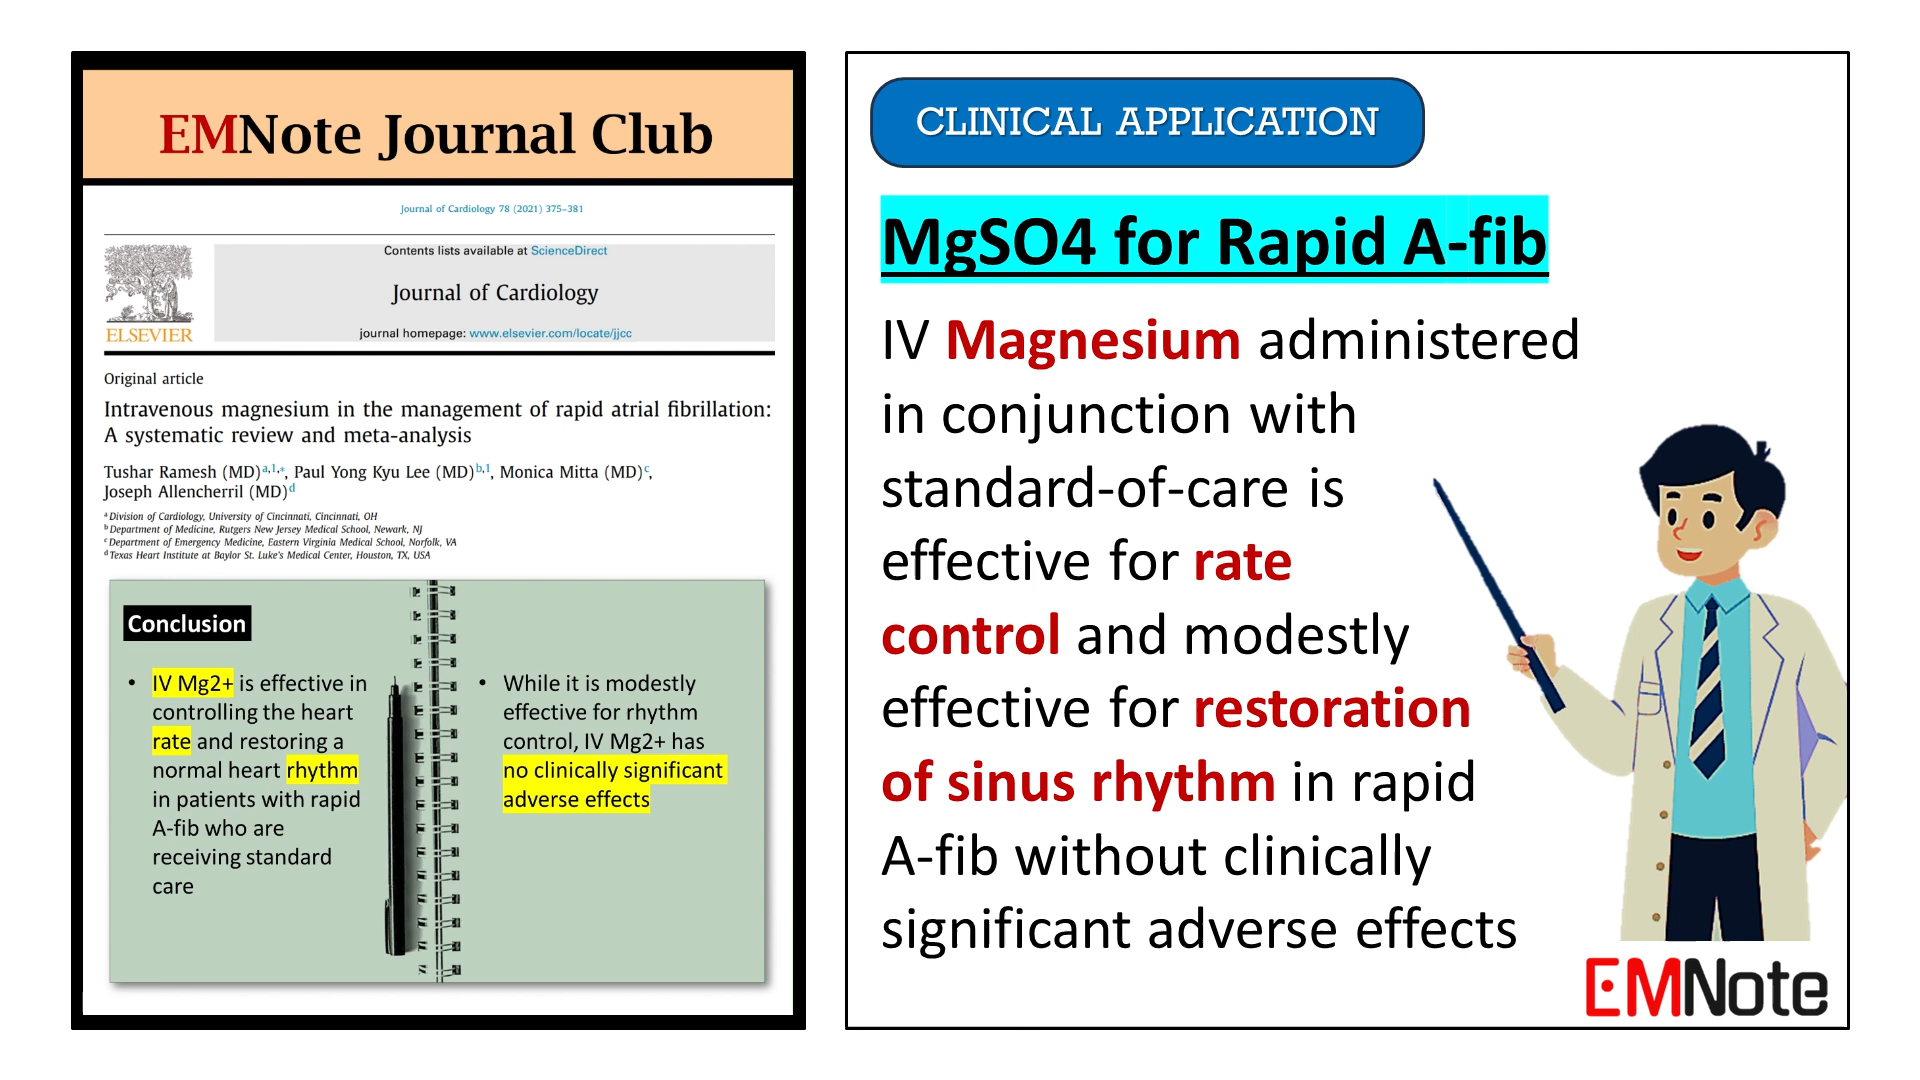 EMNote Journal Club
Journal of Cardiology 78 (2021) 375–381
Contents lists available at ScienceDirect
Journal of Cardiology
journal homepage: www.elsevier.com/locate/jjcc
ELSEVIER
Original article
Intravenous magnesium in the management of rapid atrial fibrillation:
A systematic review and meta-analysis
Tushar Ramesh (MD)a,1,*, Paul Yong Kyu Lee (MD)b,1, Monica Mitta (MD)c,
Joseph Allencherril (MD)d
a Division of Cardiology, University of Cincinnati, Cincinnati, OH
b Department of Medicine, Rutgers New Jersey Medical School, Newark, NJ
c Department of Emergency Medicine, Eastern Virginia Medical School, Norfolk, VA
d Texas Heart Institute at Baylor St. Luke's Medical Center, Houston, TX, USA
Conclusion
• IV Mg2+ is effective in
controlling the heart
rate and restoring a
normal heart rhythm
in patients with rapid
A-fib who are
receiving standard
care
• While it is modestly
effective for rhythm
control, IV Mg2+ has
no clinically significant
adverse effects
CLINICAL APPLICATION
MgSO4 for Rapid A-fib
IV Magnesium administered
in conjunction with
standard-of-care is
effective for rate
control and modestly
effective for restoration
of sinus rhythm in rapid
A-fib without clinically
significant adverse effects
EMNote